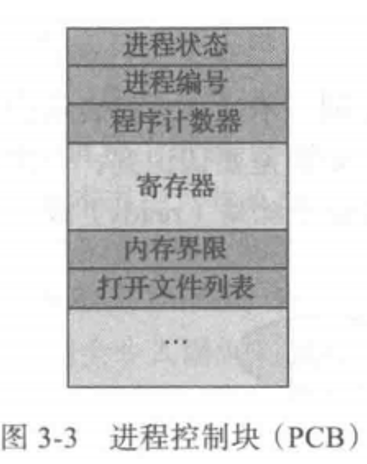 进程状态
进程编号
程序计数器
寄存器
内存界限
打开文件列表
...
图 3-3 进程控制块（PCB）